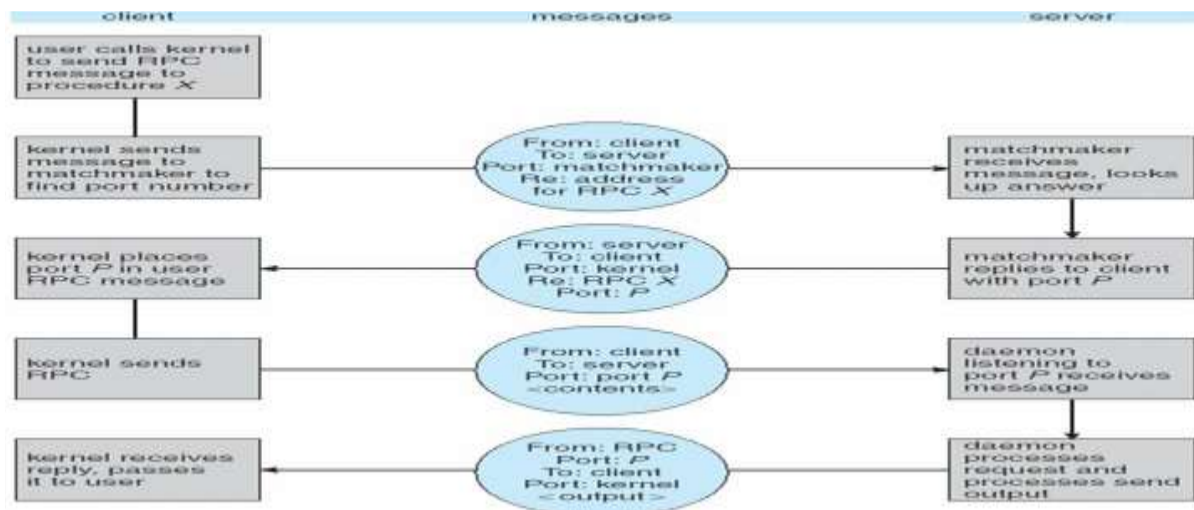 client messages server
user calls kernel
to send RPC
message to
procedure X
kernel sends
message to
matchmaker to
find port number
From: client
To: server
Port: matchmaker
Re: address
for RPC X
matchmaker
receives
message, looks
up answer
kernel places
port P in user
RPC message
From: server
To: client
Port: kernel
Re: RPC X
Port: P
matchmaker
replies to client
with port P
kernel sends
RPC
From: client
To: server
Port: port P
<contents>
daemon
listening to
port P receives
message
kernel receives
reply, passes
it to user
From: RPC
Port: P
To: client
Port: kernel
<output>
daemon
processes
request and
processes send
output